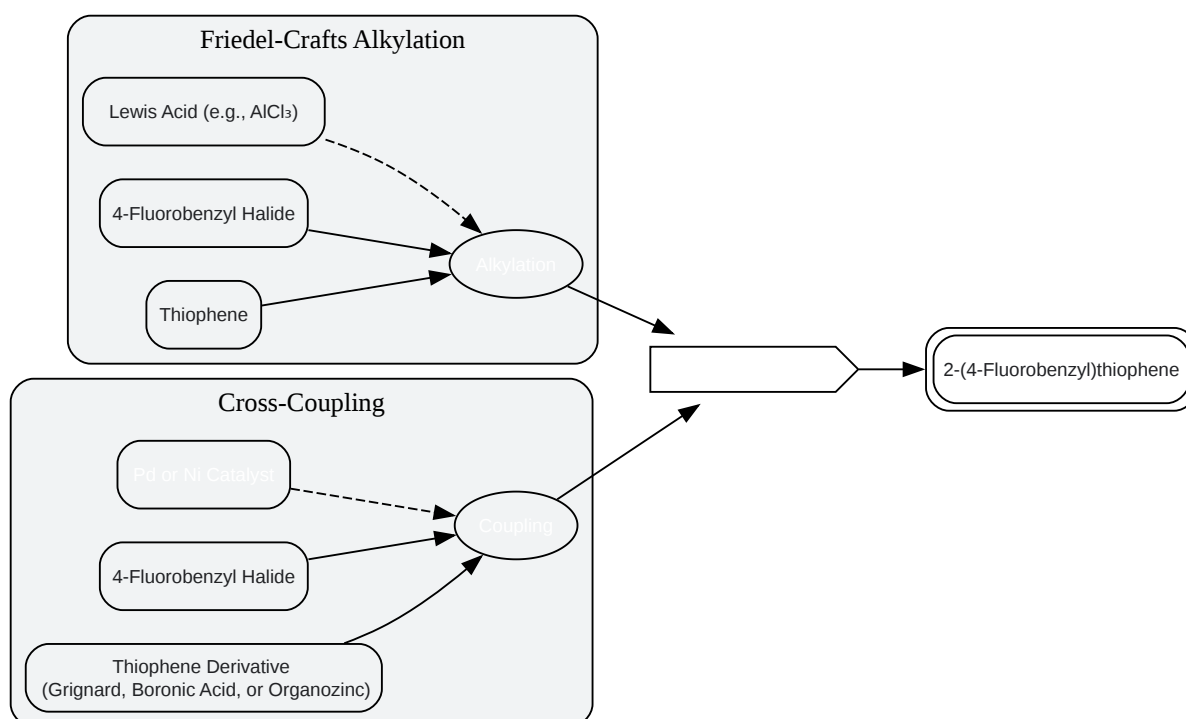 Friedel-Crafts Alkylation
Lewis Acid (e.g., AlCl₃)
4-Fluorobenzyl Halide
Alkylation
Thiophene
2-(4-Fluorobenzyl)thiophene
Cross-Coupling
Pd or Ni Catalyst
Coupling
4-Fluorobenzyl Halide
Thiophene Derivative
(Grignard, Boronic Acid, or Organozinc)